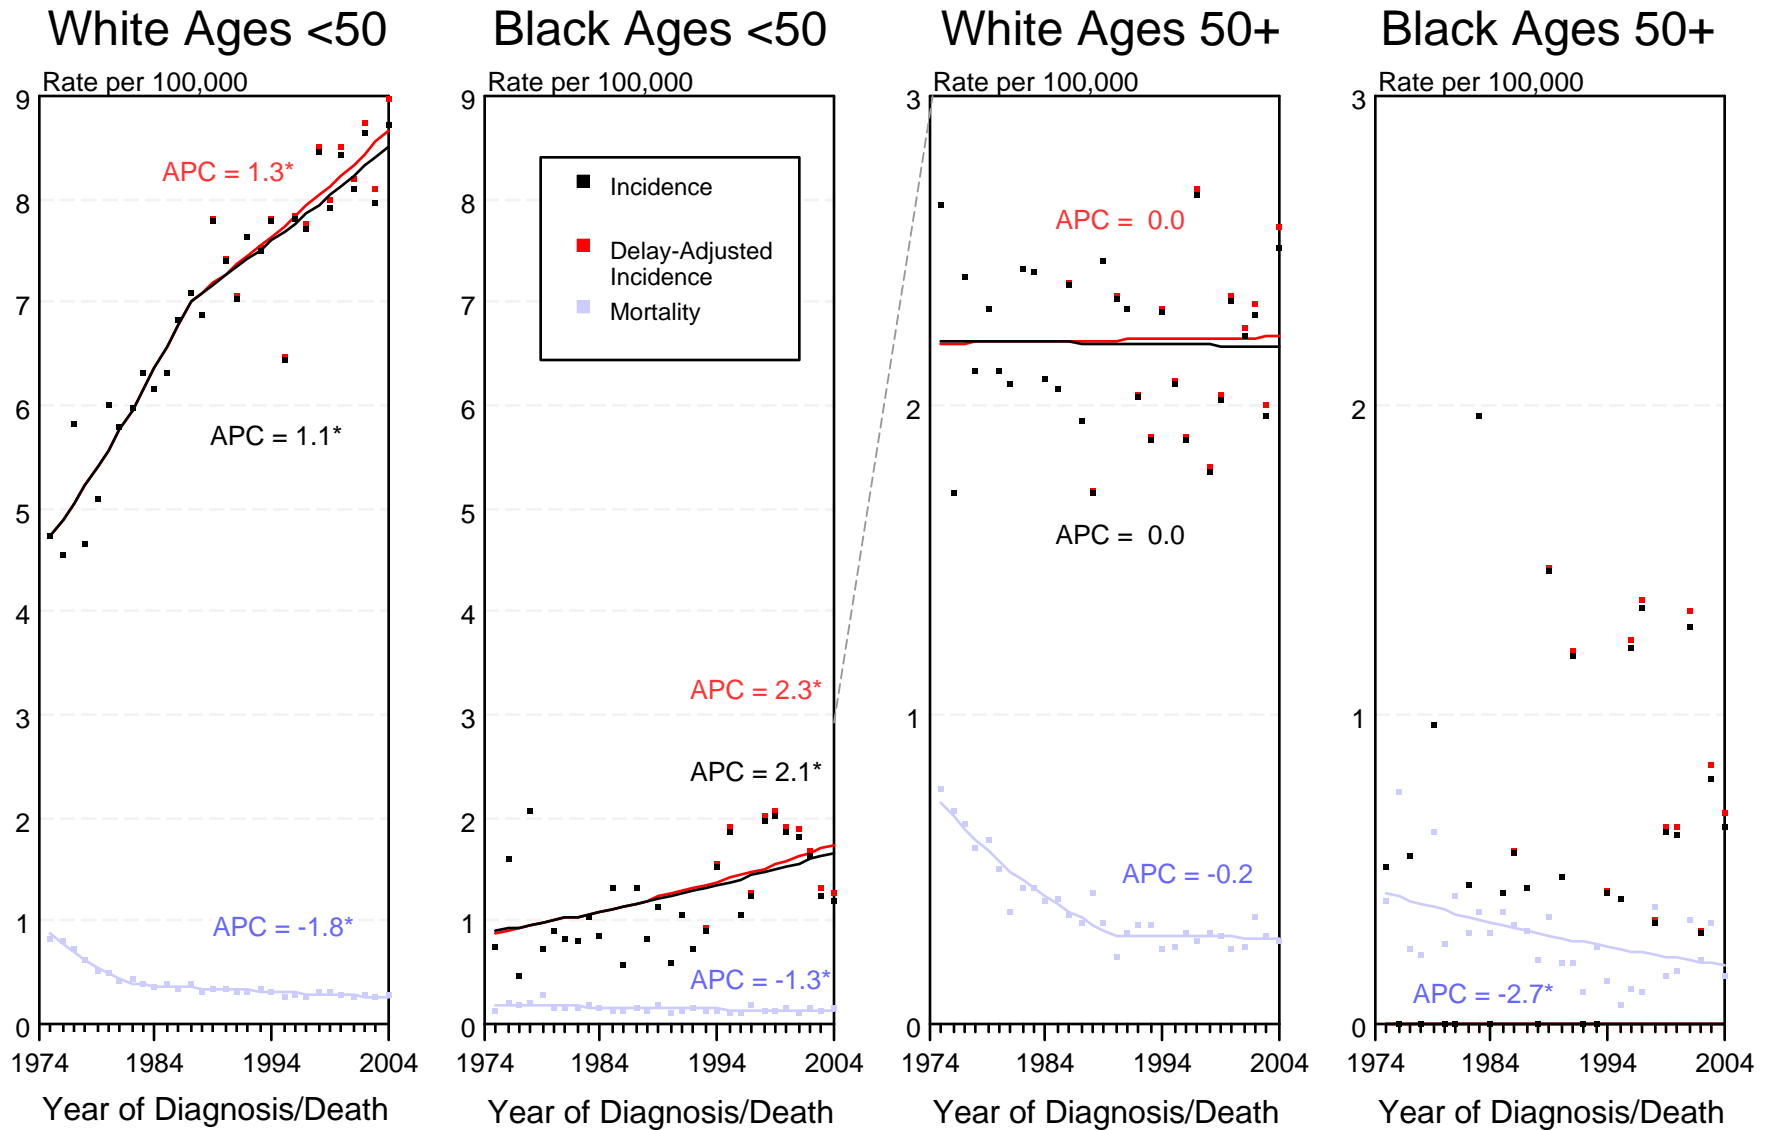 White Ages <50
Rate per 100,000
9
8
7
6
5
4
3
2
1
0
APC = 1.3*
APC = 1.1*
APC = -1.8*
1974
1984
1994
2004
Year of Diagnosis/Death
Black Ages <50
Rate per 100,000
9
8
7
6
5
4
3
2
1
0
Incidence
Delay-Adjusted
Incidence
Mortality
APC = 2.3*
APC = 2.1*
APC = -1.3*
1974
1984
1994
2004
Year of Diagnosis/Death
White Ages 50+
Rate per 100,000
3
2
1
0
APC = 0.0
APC = 0.0
APC = -0.2
1974
1984
1994
2004
Year of Diagnosis/Death
Black Ages 50+
Rate per 100,000
3
2
1
0
APC = -2.7*
1974
1984
1994
2004
Year of Diagnosis/Death